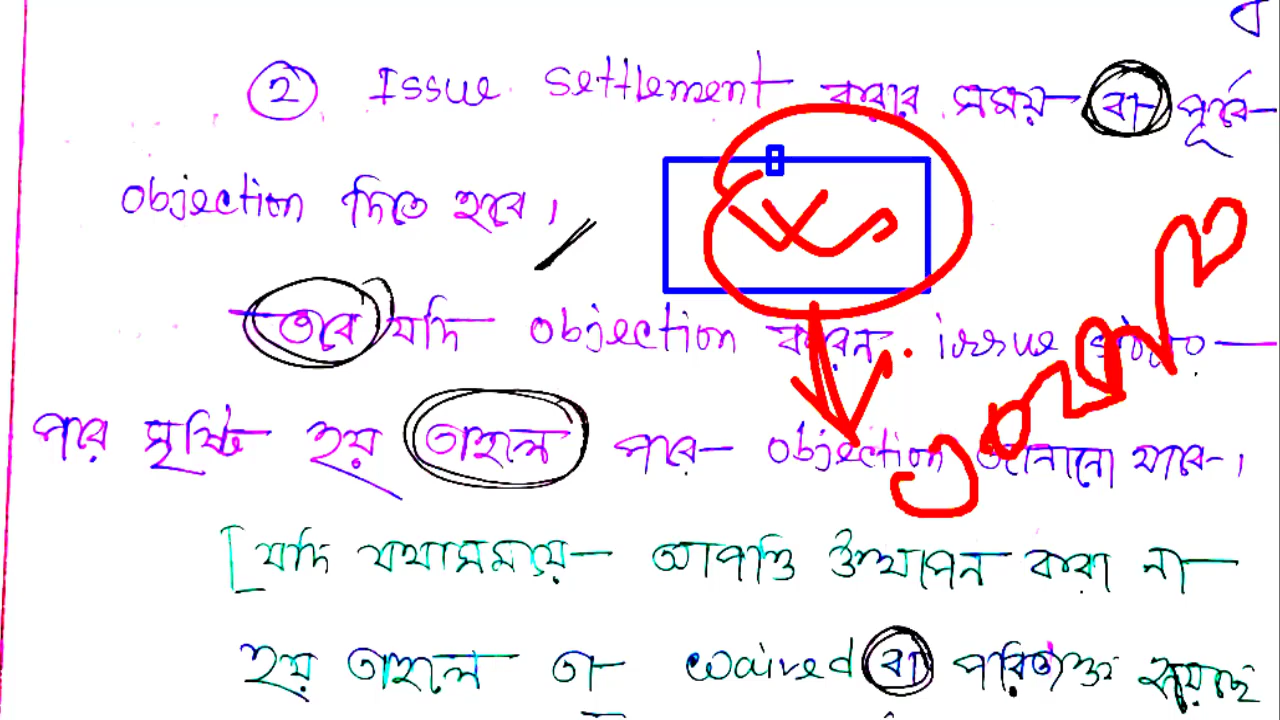 ② Issue settlement করার সময় বা পূর্বে
objection দিতে হবে।
WS
তবে যদি objection করার issue
পরে সৃষ্টি হয় তাহলে পরে objection জানানো যাবে।
[যদি যথাসময়ে আপত্তি উত্থাপন করা না
হয় তাহলে তা waived বা পরিত্যক্ত হয়েছে